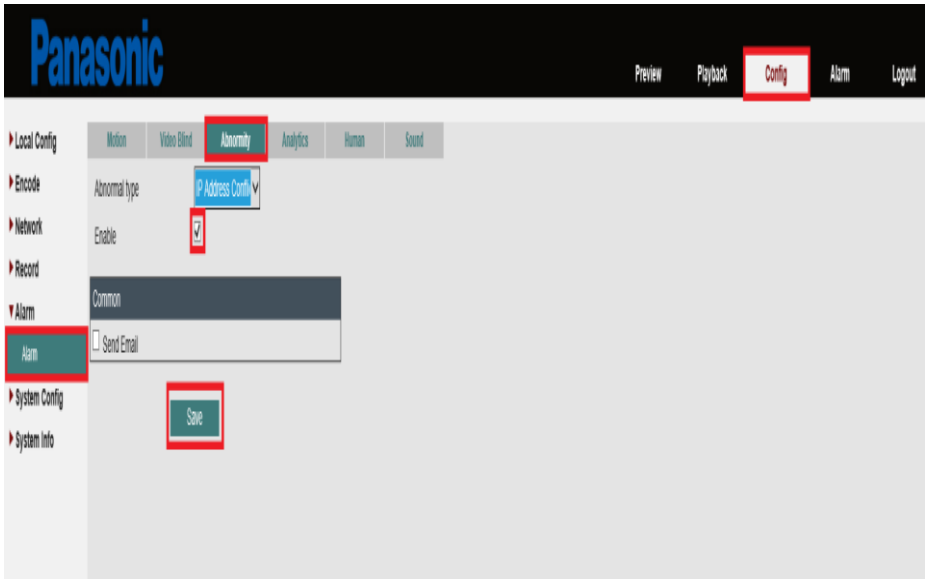 Panasonic
Preview Playback Config Alarm Logout
Local Config
Encode
Network
Record
Alarm
Alarm
System Config
System Info
Motion Video Blind Abnormity Analytics Human Sound
Abnormal type IP Address Confli
Enable
Common
Send Email
Save